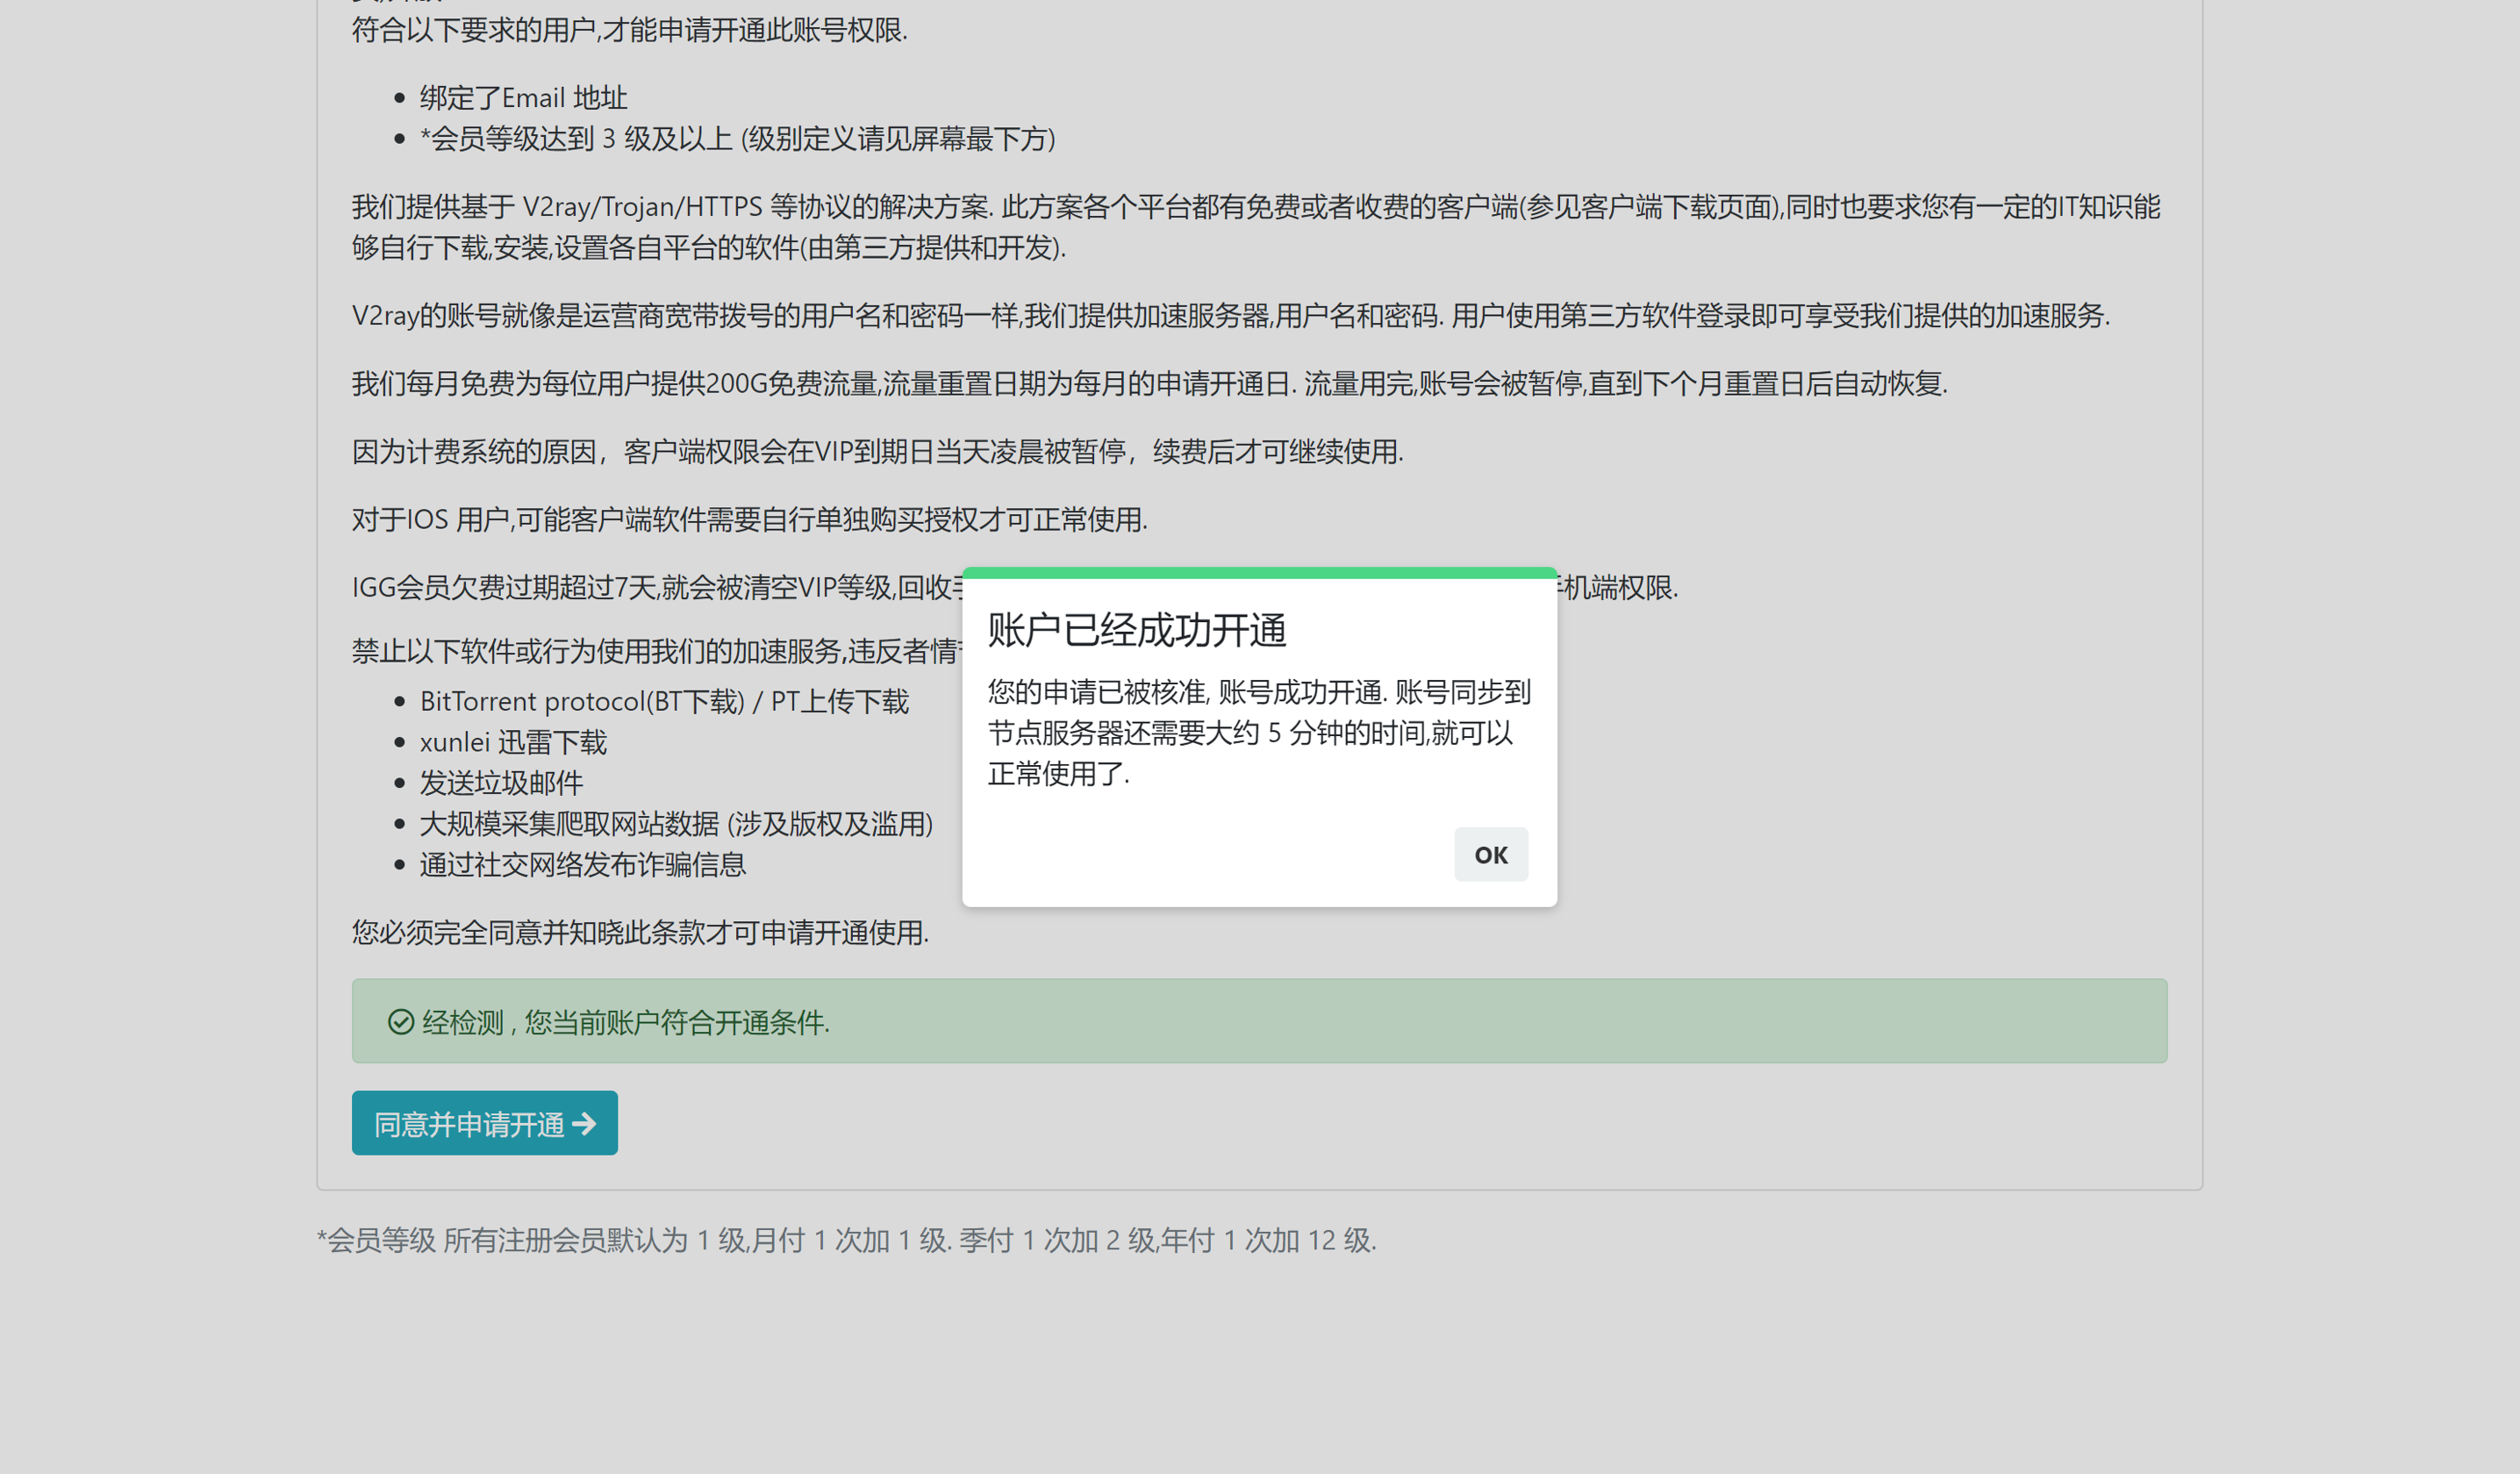 符合以下要求的用户,才能申请开通此账号权限.
绑定了Email 地址
*会员等级达到 3 级及以上 (级别定义请见屏幕最下方)
我们提供基于 V2ray/Trojan/HTTPS 等协议的解决方案. 此方案各个平台都有免费或者收费的客户端(参见客户端下载页面),同时也要求您有一定的IT知识能
够自行下载,安装,设置各自平台的软件(由第三方提供和开发).
V2ray的账号就像是运营商宽带拨号的用户名和密码一样,我们提供加速服务器,用户名和密码. 用户使用第三方软件登录即可享受我们提供的加速服务.
我们每月免费为每位用户提供200G免费流量,流量重置日期为每月的申请开通日. 流量用完,账号会被暂停,直到下个月重置日后自动恢复.
因为计费系统的原因，客户端权限会在VIP到期日当天凌晨被暂停，续费后才可继续使用.
对于IOS 用户,可能客户端软件需要自行单独购买授权才可正常使用.
IGG会员欠费过期超过7天,就会被清空VIP等级,回收
机端权限.
禁止以下软件或行为使用我们的加速服务,违反者情
BitTorrent protocol(BT下载) / PT上传下载
xunlei 迅雷下载
发送垃圾邮件
大规模采集爬取网站数据 (涉及版权及滥用)
通过社交网络发布诈骗信息
您必须完全同意并知晓此条款才可申请开通使用.
账户已经成功开通
您的申请已被核准, 账号成功开通. 账号同步到
节点服务器还需要大约 5 分钟的时间,就可以
正常使用了.
OK
经检测 , 您当前账户符合开通条件.
同意并申请开通
*会员等级 所有注册会员默认为 1 级,月付 1 次加 1 级. 季付 1 次加 2 级,年付 1 次加 12 级.